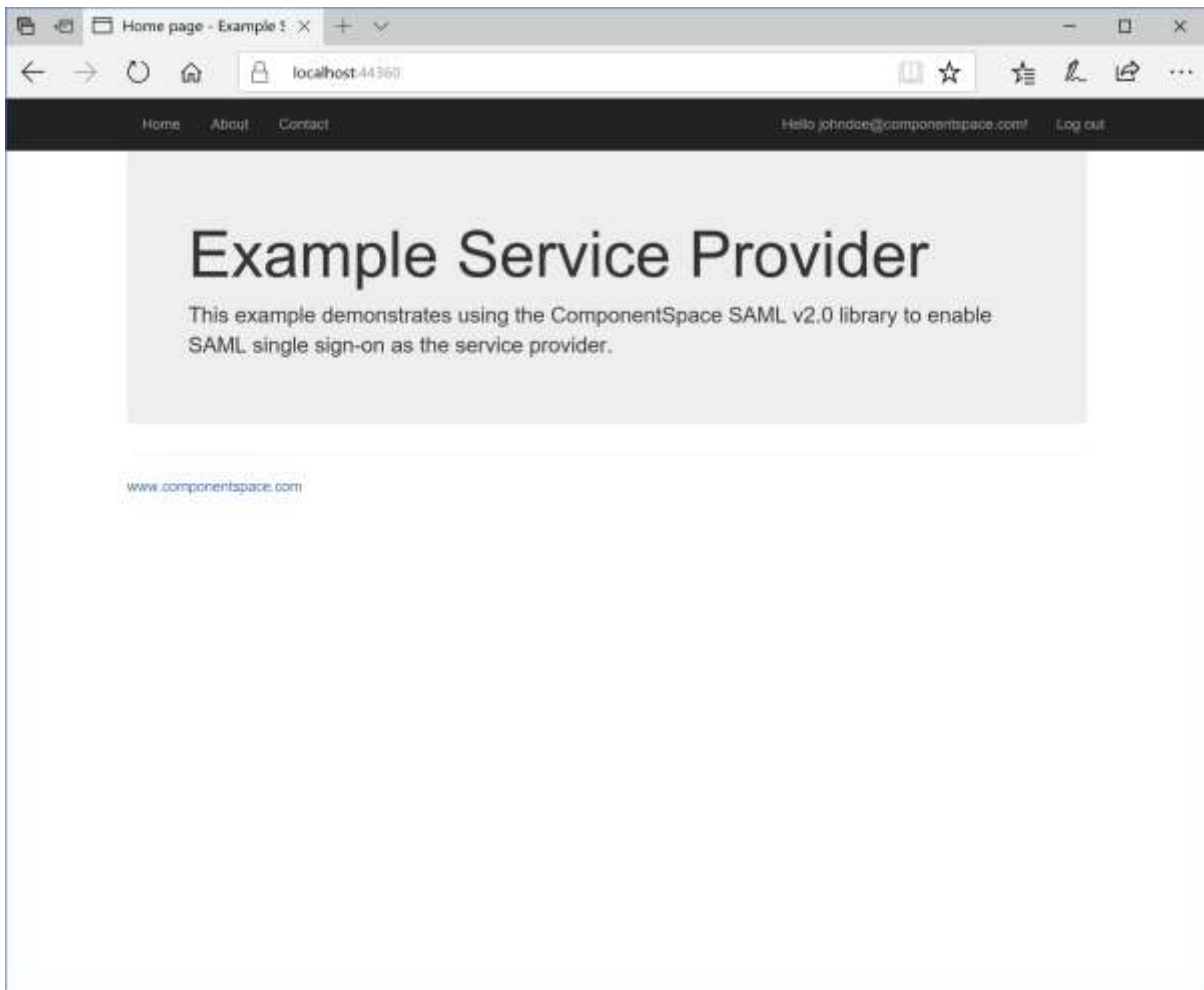 Home page - Example S
localhost:44360
Home About Contact Hello johndoe@componentspace.com! Log out
Example Service Provider
This example demonstrates using the ComponentSpace SAML v2.0 library to enable
SAML single sign-on as the service provider.
www.componentspace.com